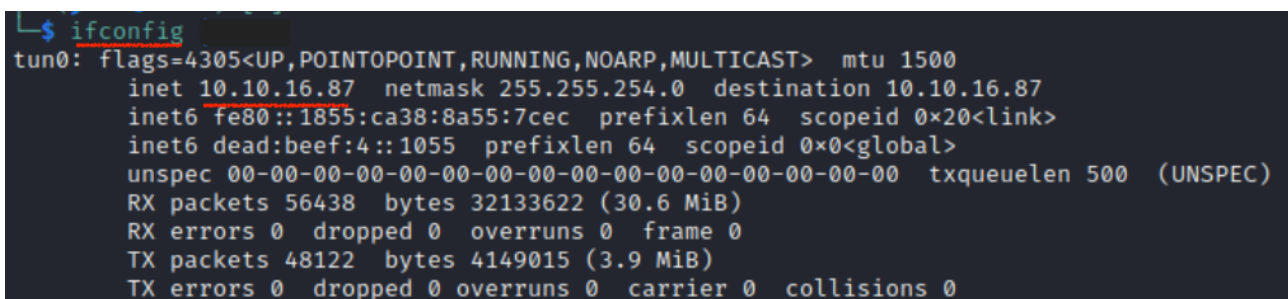 └─$ ifconfig
tun0: flags=4305<UP,POINTOPOINT,RUNNING,NOARP,MULTICAST>  mtu 1500
inet 10.10.16.87  netmask 255.255.254.0  destination 10.10.16.87
inet6 fe80::1855:ca38:8a55:7cec  prefixlen 64  scopeid 0×20<link>
inet6 dead:beef:4::1055  prefixlen 64  scopeid 0×0<global>
unspec 00-00-00-00-00-00-00-00-00-00-00-00-00-00-00-00  txqueuelen 500  (UNSPEC)
RX packets 56438  bytes 32133622 (30.6 MiB)
RX errors 0  dropped 0  overruns 0  frame 0
TX packets 48122  bytes 4149015 (3.9 MiB)
TX errors 0  dropped 0 overruns 0  carrier 0  collisions 0